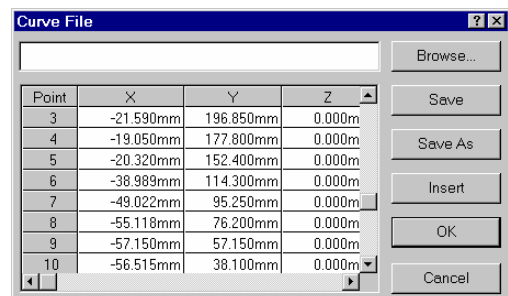 Curve File
Browse...
Point X Y Z
3 -21.590mm 196.850mm 0.000m
4 -19.050mm 177.800mm 0.000m
5 -20.320mm 152.400mm 0.000m
6 -38.989mm 114.300mm 0.000m
7 -49.022mm 95.250mm 0.000m
8 -55.118mm 76.200mm 0.000m
9 -57.150mm 57.150mm 0.000m
10 -56.515mm 38.100mm 0.000m
Save
Save As
Insert
OK
Cancel